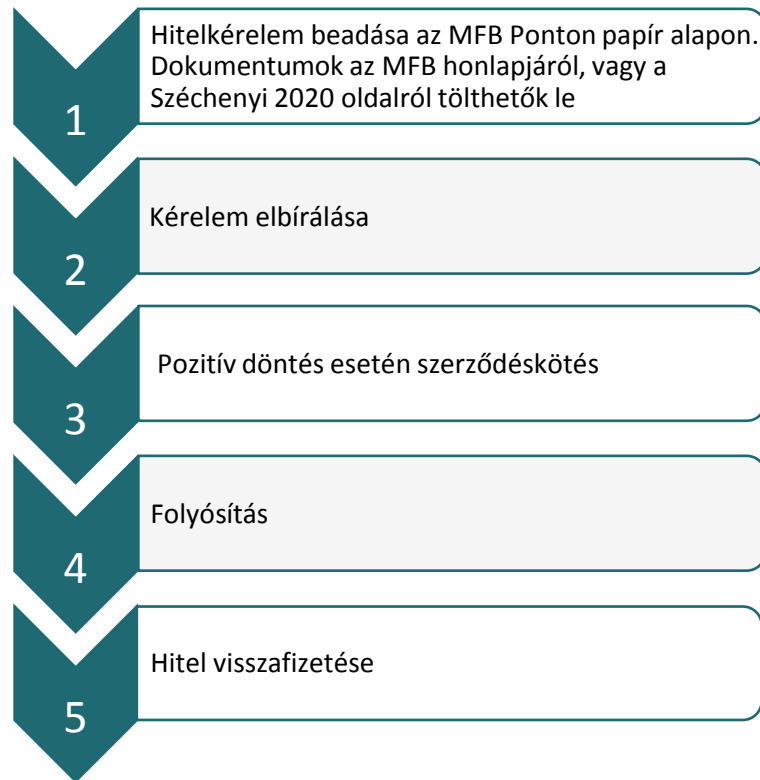 1
Hitelkérelem beadása az MFB Ponton papír alapon.
Dokumentumok az MFB honlapjáról, vagy a
Széchenyi 2020 oldalról tölthetők le
2
Kérelem elbírálása
3
Pozitív döntés esetén szerződéskötés
4
Folyósítás
5
Hitel visszafizetése